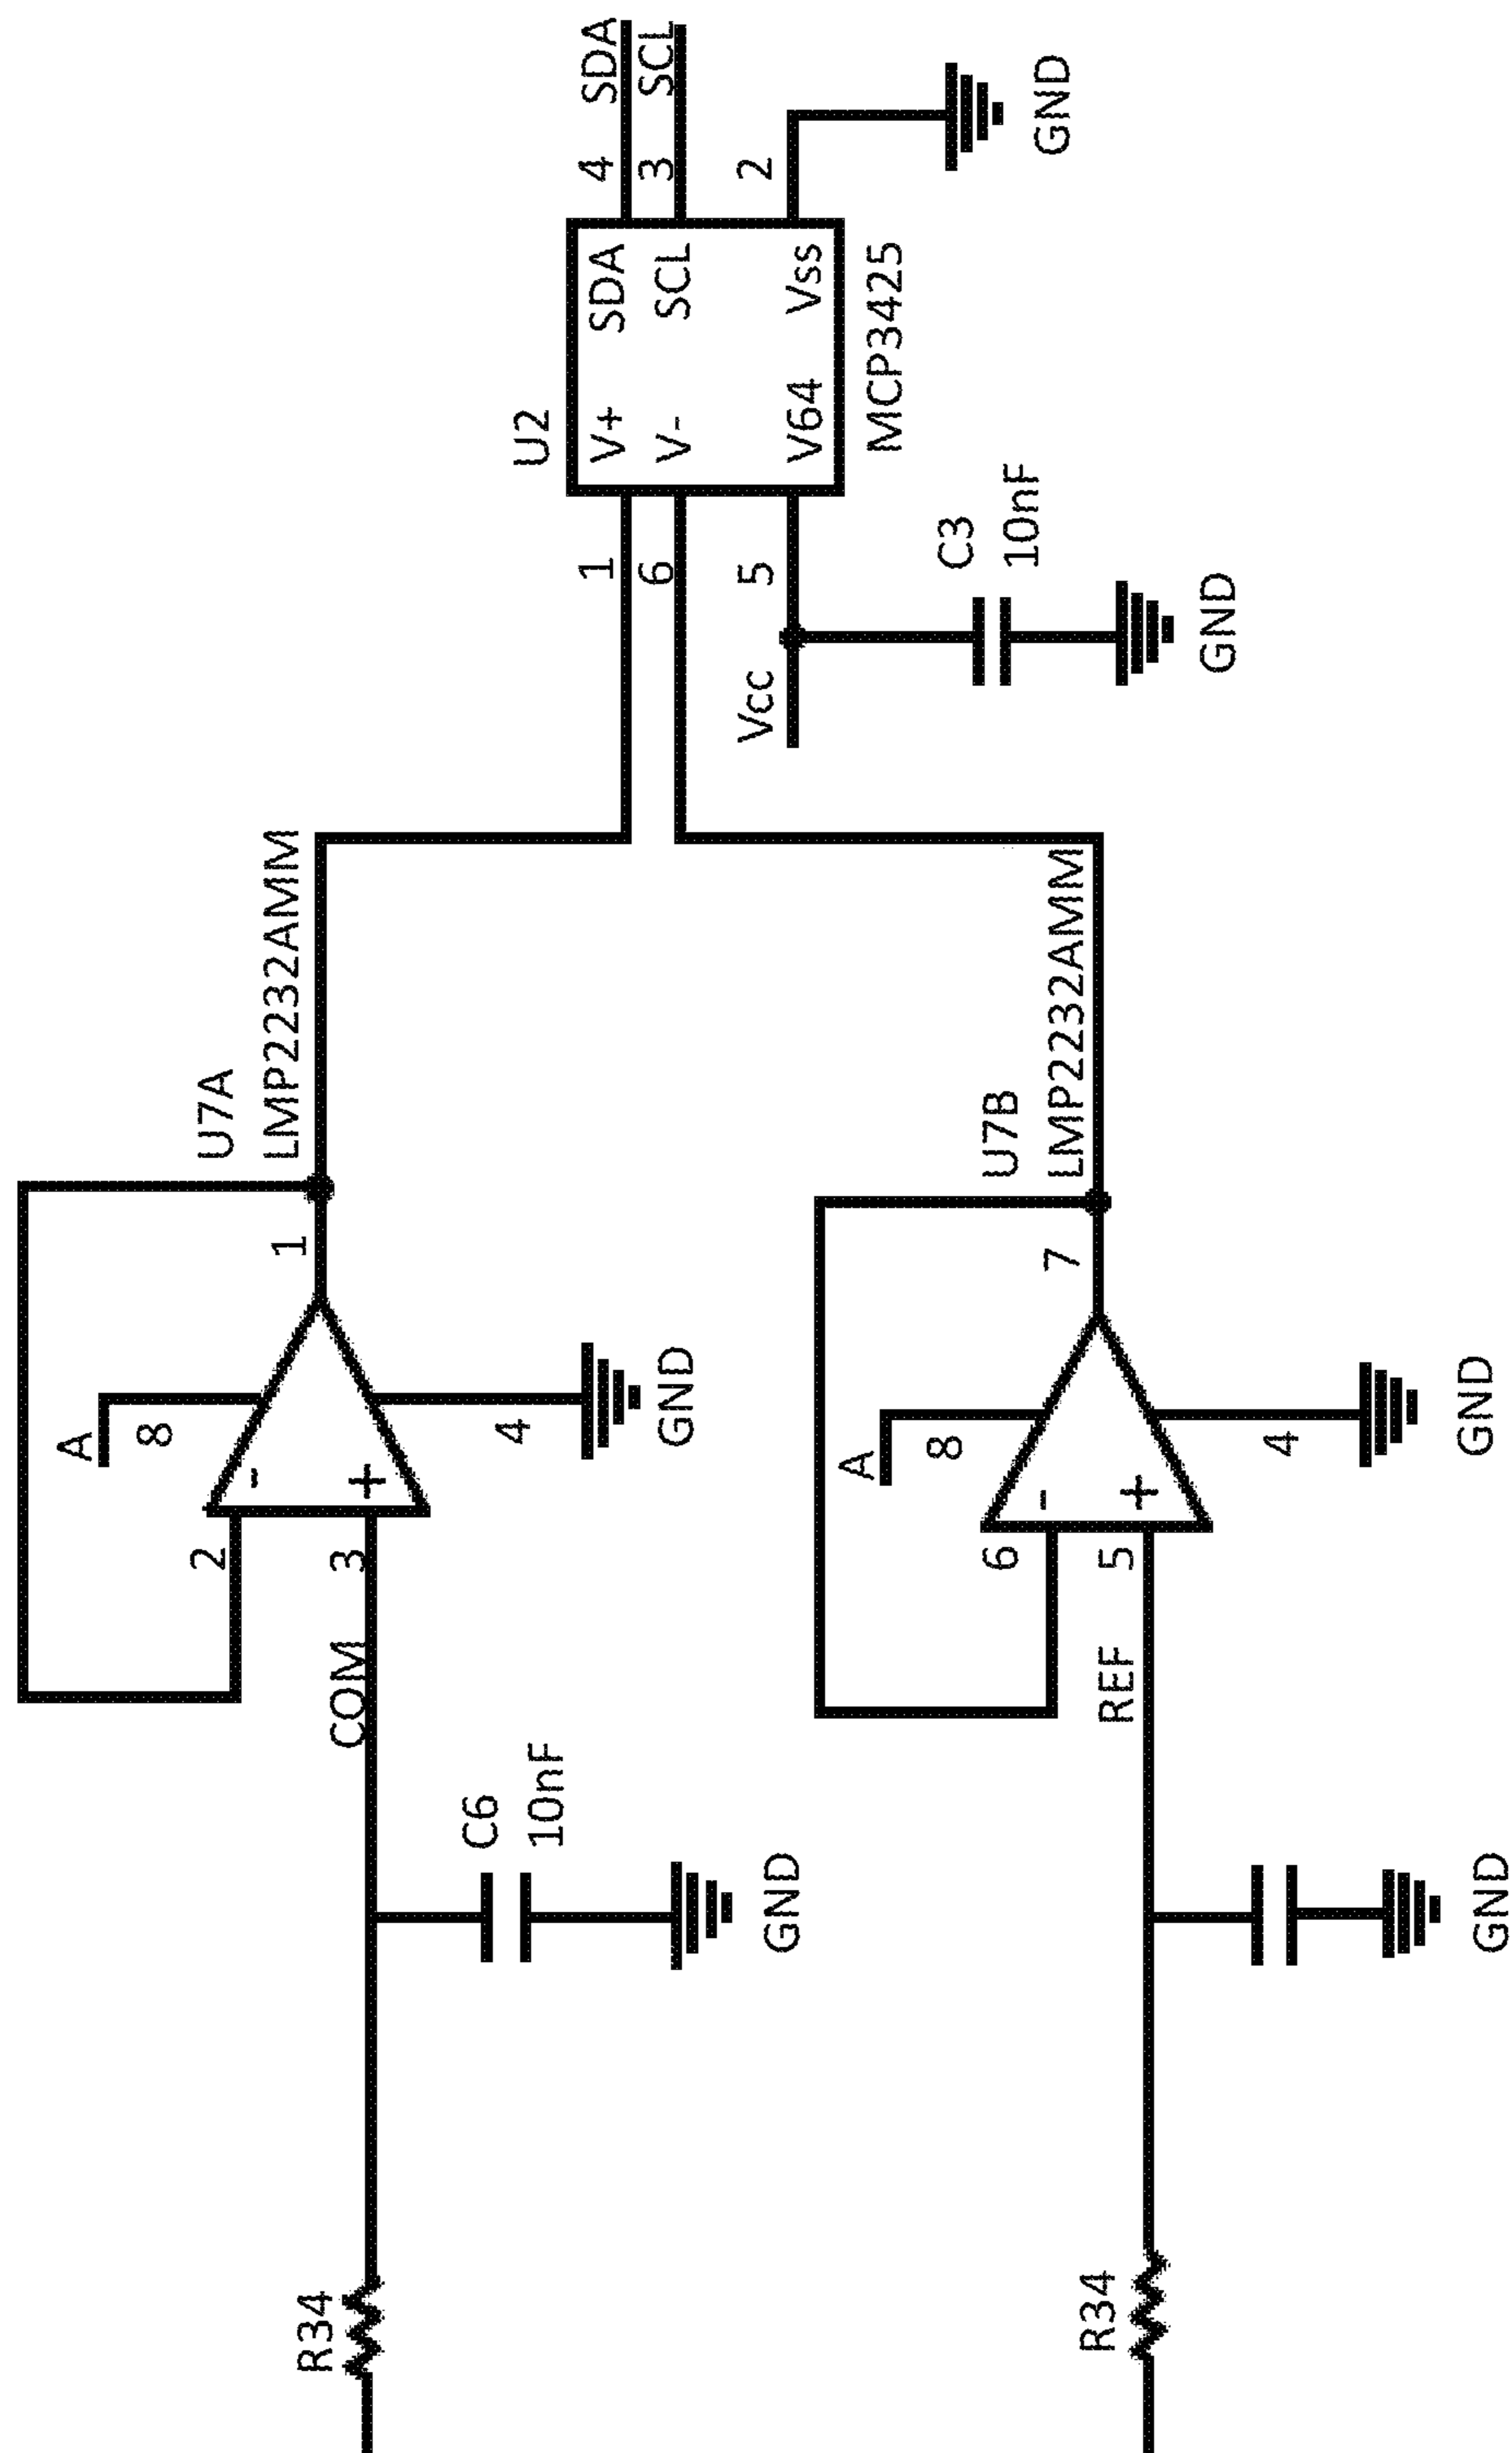 U7A
LMP2232AMM
A
8
2
-
1
3
+
COM
4
GND
R34
C6
10nF
GND
U2
1
V+
SDA
4
SDA
6
V-
SCL
3
SCL
Vcc
5
V64
Vss
2
MCP3425
C3
10nF
GND
GND
U7B
LMP2232AMM
A
8
6
-
7
5
+
REF
4
GND
R34
GND